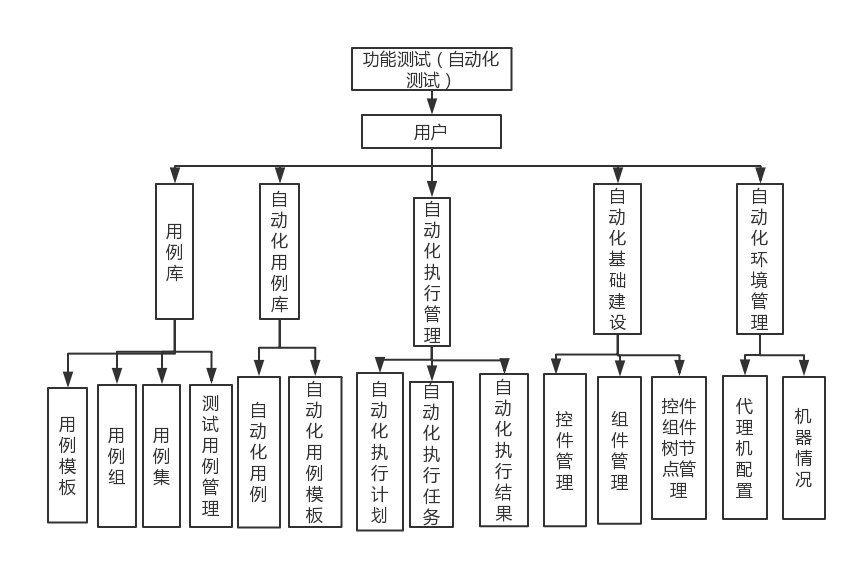 功能测试（自动化
测试）
用户
用例库
自动化用例库
自动化执行管理
自动化基础建设
自动化环境管理
用例模板
用例组
用例集
测试用例管理
自动化用例
自动化用例模板
自动化执行计划
自动化执行任务
自动化执行结果
控件管理
组件管理
控件
组件
树节
点管
理
代理机配置
机器情况